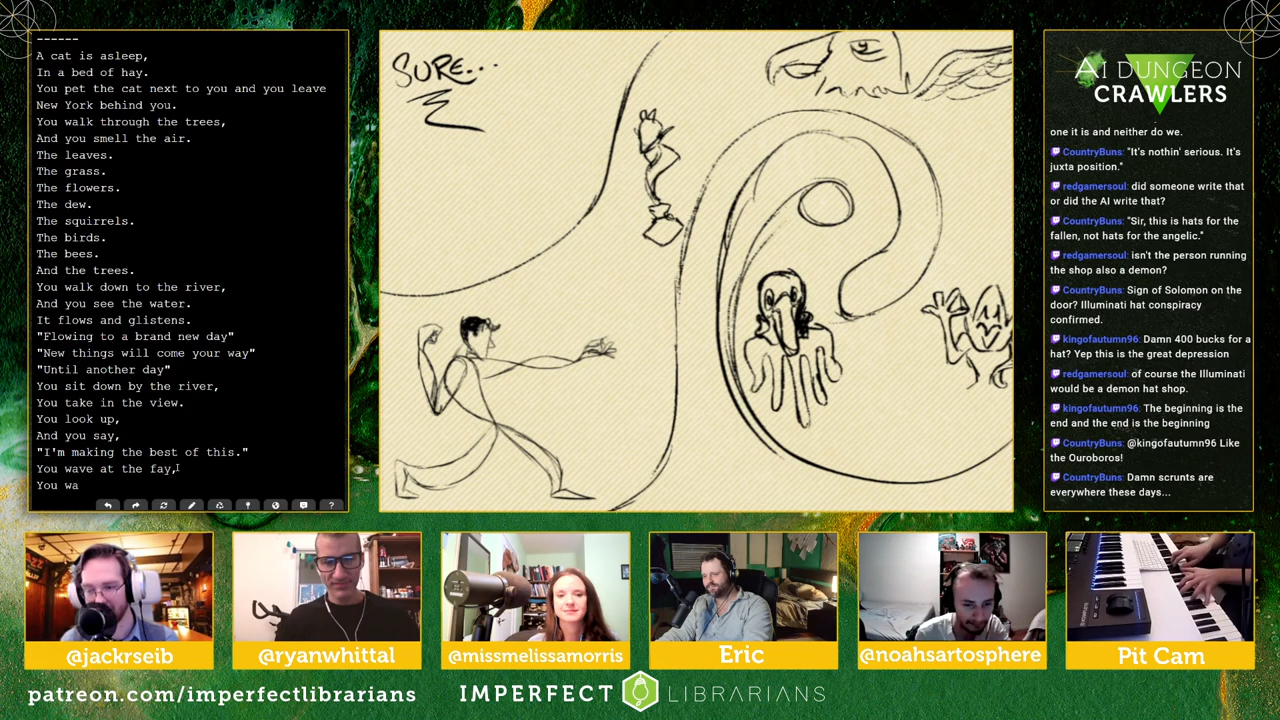 ------
A cat is asleep,
In a bed of hay.
You pet the cat next to you and you leave
New York behind you.
You walk through the trees,
And you smell the air.
The leaves.
The grass.
The flowers.
The dew.
The squirrels.
The birds.
The bees.
And the trees.
You walk down to the river,
And you see the water.
It flows and glistens.
"Flowing to a brand new day"
"New things will come your way"
"Until another day"
You sit down by the river,
You take in the view.
You look up,
And you say,
"I'm making the best of this."
You wave at the fay,
You wa
SURE...
AI DUNGEON
CRAWLERS
one it is and neither do we.
CountryBuns: "It's nothin' serious. It's
juxta position."
redgamersoul: did someone write that
or did the AI write that?
CountryBuns: "Sir, this is hats for the
fallen, not hats for the angelic."
redgamersoul: isn't the person running
the shop also a demon?
CountryBuns: Sign of Solomon on the
door? Illuminati hat conspiracy
confirmed.
kingofautumn96: Damn 400 bucks for a
hat? Yep this is the great depression
redgamersoul: of course the Illuminati
would be a demon hat shop.
kingofautumn96: The beginning is the
end and the end is the beginning
CountryBuns: @kingofautumn96 Like
the Ouroboros!
CountryBuns: Damn scrunts are
everywhere these days...
@jackrseib
@ryanwhittal
@missmelissamorris
Eric
@noahsartosphere
Pit Cam
patreon.com/imperfectlibrarians
IMPERFECT LIBRARIANS